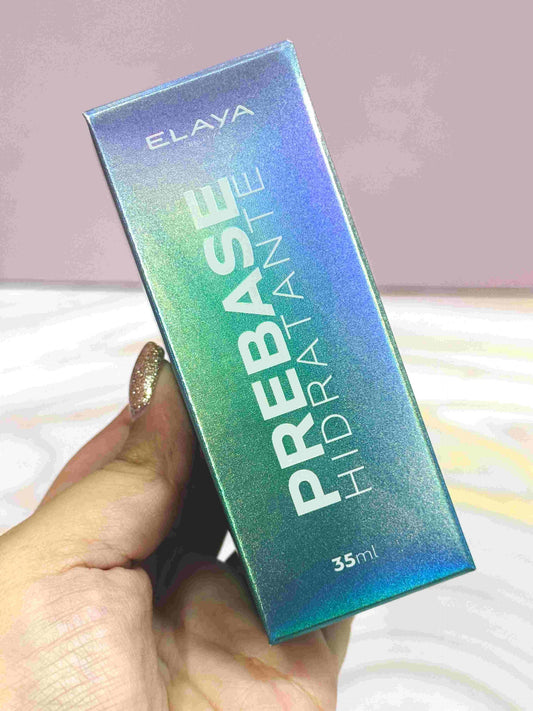 ELAYA
PREBASE
HIDRATANTE
35ml